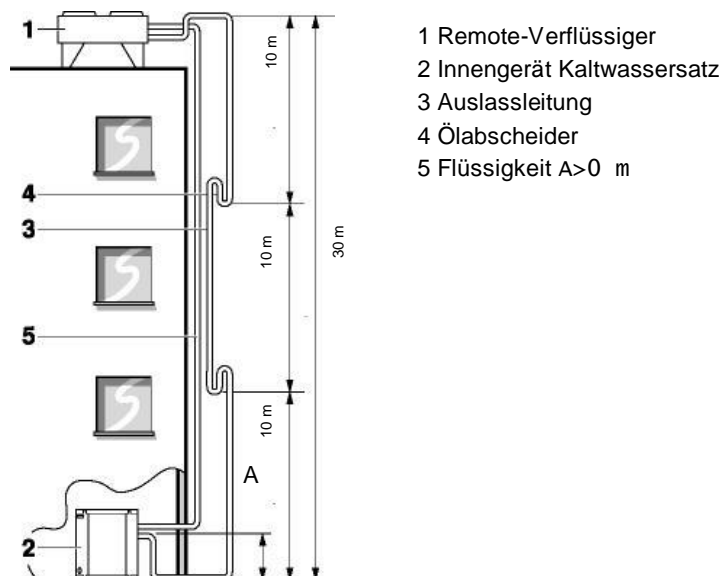 1
10 m
1 Remote-Verflüssiger
2 Innengerät Kaltwassersatz
3 Auslassleitung
4 Ölabscheider
5 Flüssigkeit A>0 m
4
3
10 m
30 m
5
10 m
A
2